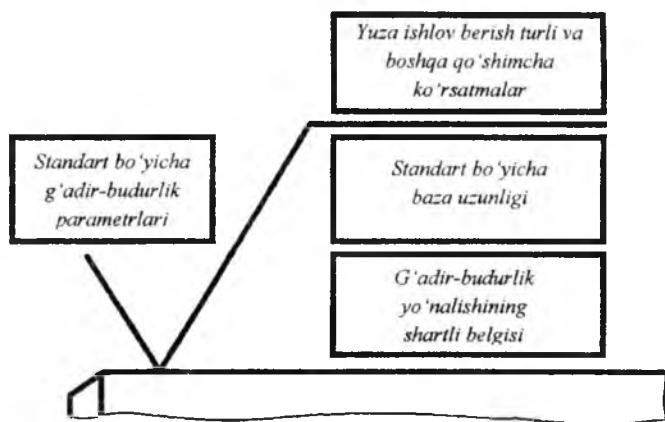 Yuza ishlov berish turli va
boshqa qo‘shimcha
ko‘rsatmalar
Standart bo‘yicha
g‘adir-budurlik
parametrlari
Standart bo‘yicha
baza uzunligi
G‘adir-budurlik
yo‘nalishining
shartli belgisi